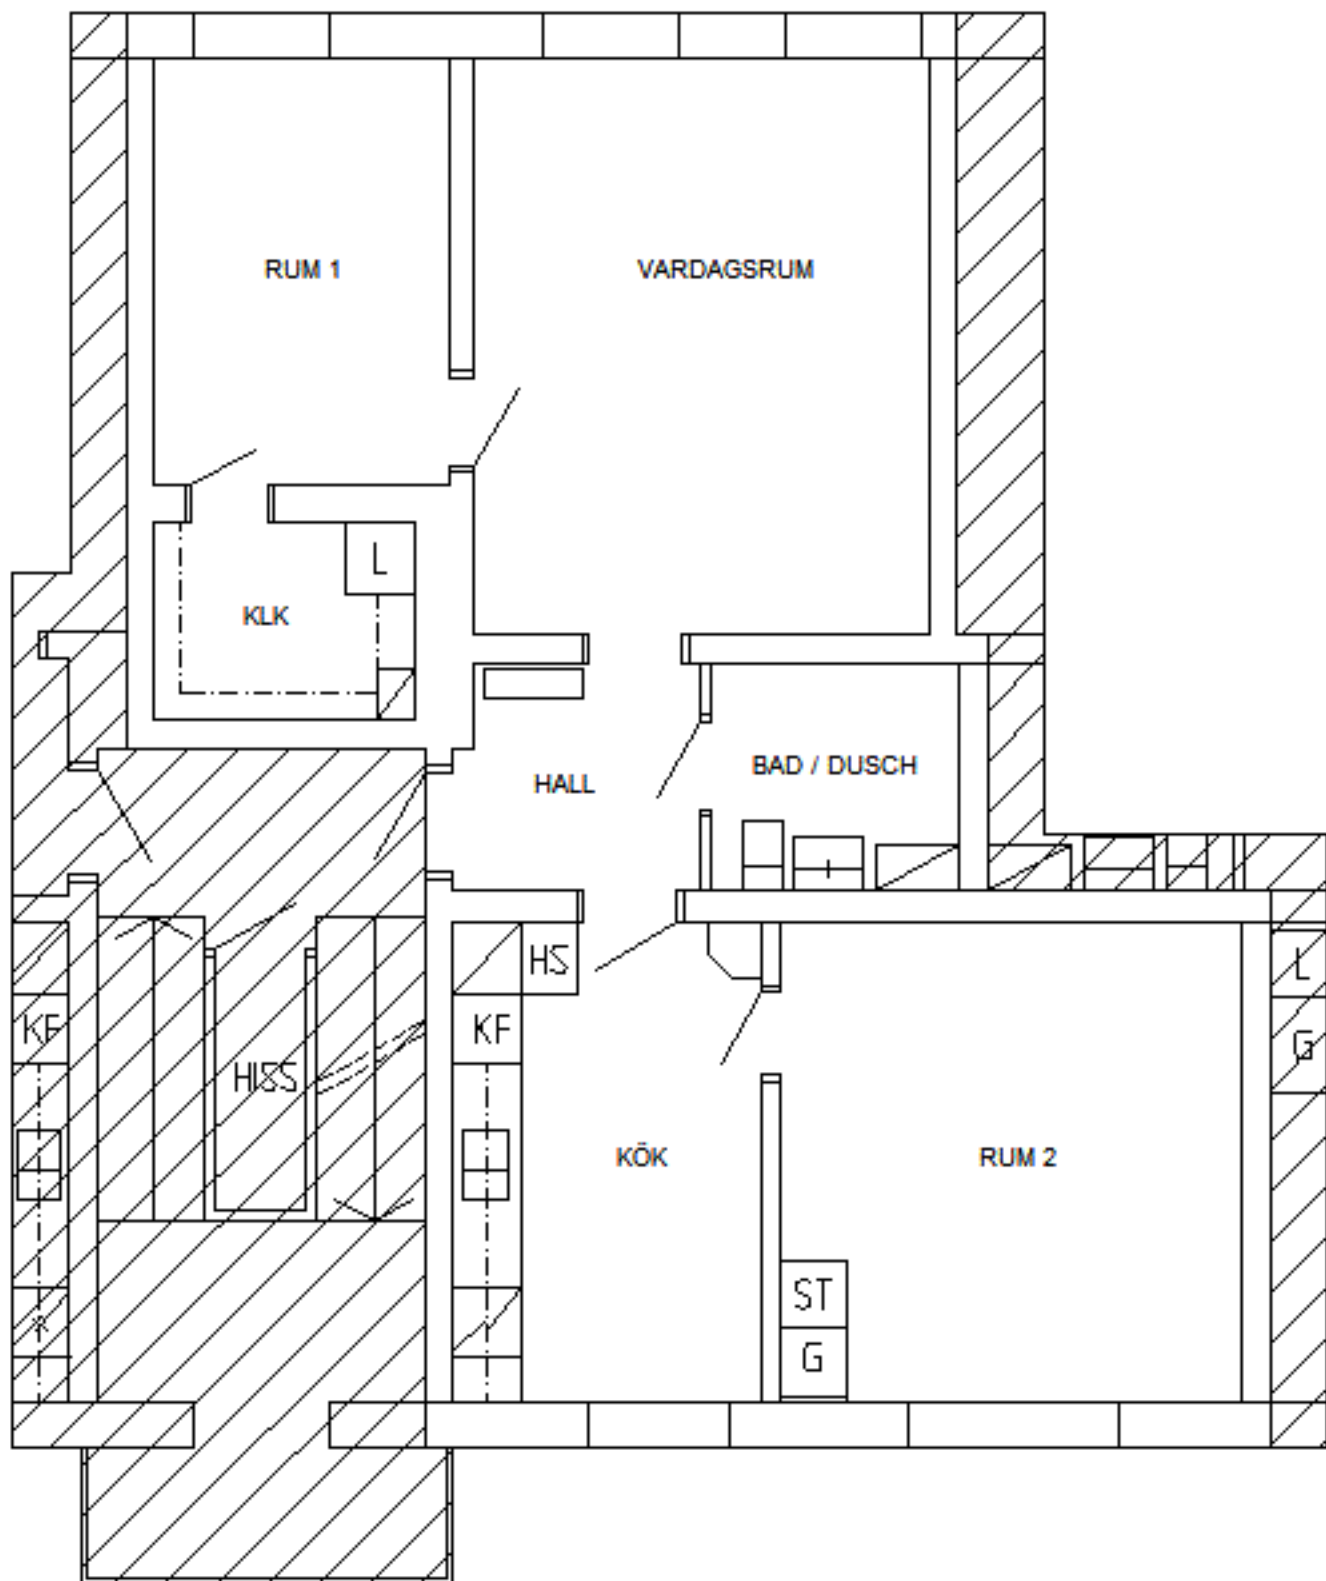 RUM 1
VARDAGSRUM
L
KLK
BAD / DUSCH
HALL
HS
L
KF
KF
G
HISS
KÖK
RUM 2
ST
G